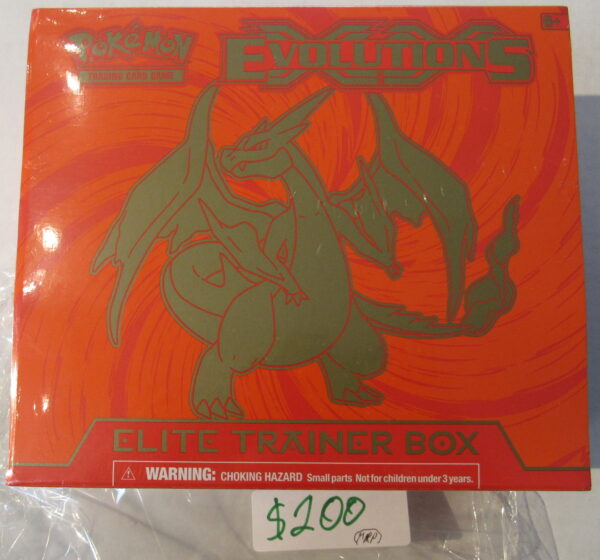 POKéMON
TRADING CARD GAME
XY
EVOLUTIONS
6+
ELITE TRAINER BOX
WARNING: CHOKING HAZARD Small parts Not for children under 3 years.
$200